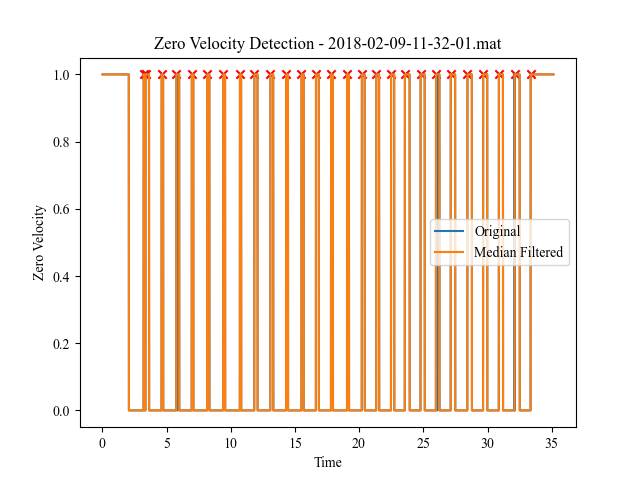 Zero Velocity Detection - 2018-02-09-11-32-01.mat
1.0
0.8
0.6
0.4
0.2
0.0
Zero Velocity
Original
Median Filtered
0 5 10 15 20 25 30 35
Time